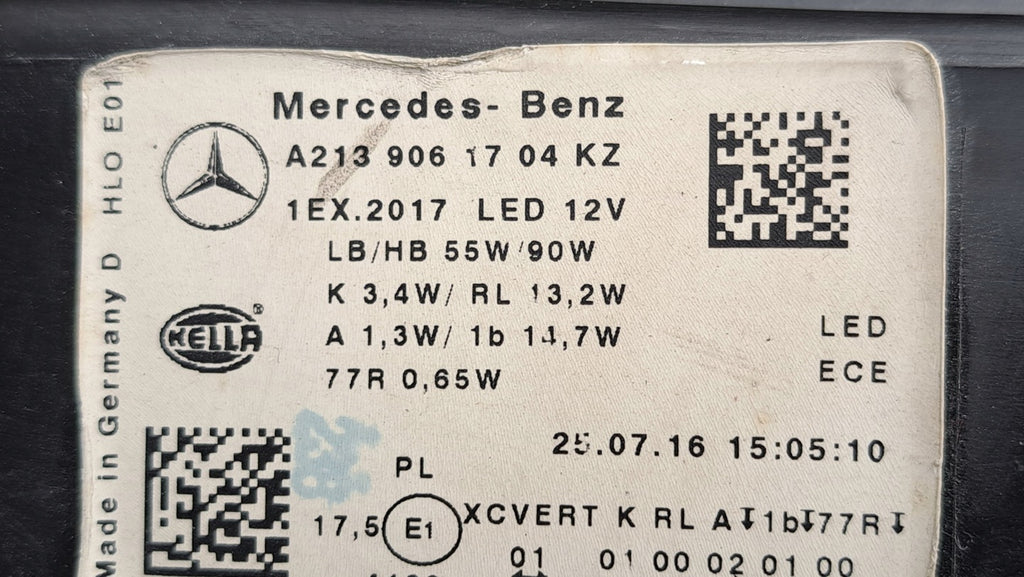 Mercedes- Benz
A213 906 17 04 KZ
1EX.2017 LED 12V
LB/HB 55W/90W
K 3,4W/ RL 13,2W
A 1,3W/ 1b 14,7W
77R 0,65W
HELLA®
LED
ECE
Made in Germany D HLO E01
25.07.16 15:05:10
PL
17,5 E1 XCVERT K RL A↧1b↧77R↧
01 01 00 02 01 00